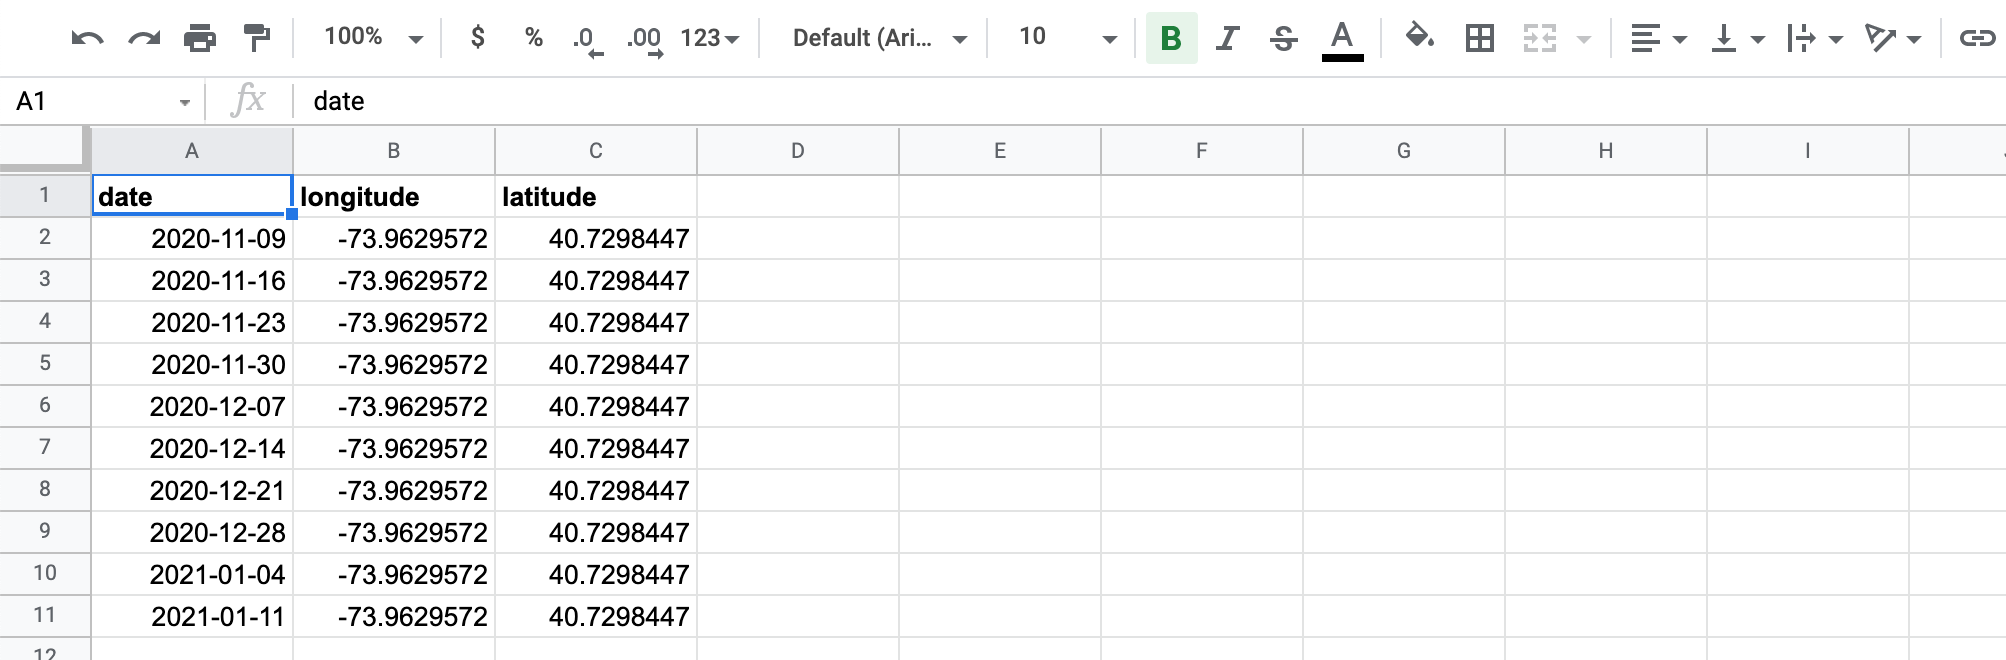 100% $ % .0 .00 123 Default (Ari... 10 B I S A
A1 fx date
A B C D E F G H I
1 date longitude latitude
2 2020-11-09 -73.9629572 40.7298447
3 2020-11-16 -73.9629572 40.7298447
4 2020-11-23 -73.9629572 40.7298447
5 2020-11-30 -73.9629572 40.7298447
6 2020-12-07 -73.9629572 40.7298447
7 2020-12-14 -73.9629572 40.7298447
8 2020-12-21 -73.9629572 40.7298447
9 2020-12-28 -73.9629572 40.7298447
10 2021-01-04 -73.9629572 40.7298447
11 2021-01-11 -73.9629572 40.7298447
12